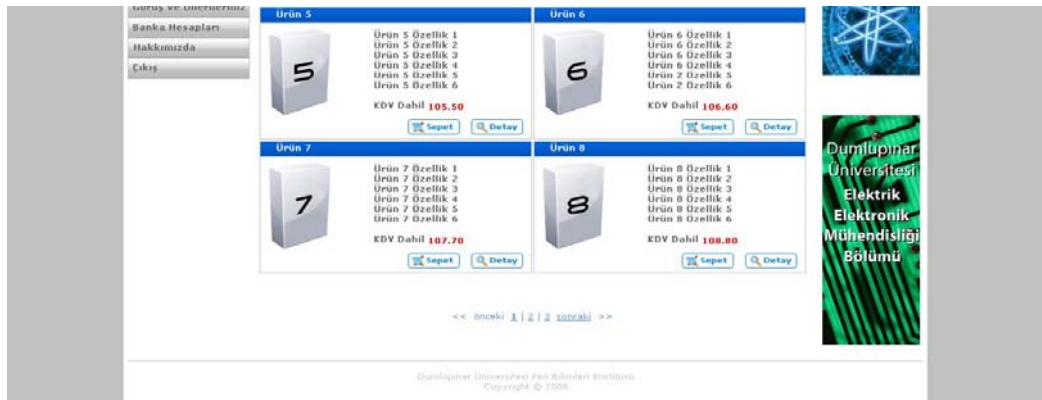 Görüş ve Önerileriniz
Banka Hesapları
Hakkımızda
Çıkış
Ürün 5
5
Ürün 5 Özellik 1
Ürün 5 Özellik 2
Ürün 5 Özellik 3
Ürün 5 Özellik 4
Ürün 5 Özellik 5
Ürün 5 Özellik 6
KDV Dahil 105.50
Sepet Detay
Ürün 6
6
Ürün 6 Özellik 1
Ürün 6 Özellik 2
Ürün 6 Özellik 3
Ürün 6 Özellik 4
Ürün 2 Özellik 5
Ürün 2 Özellik 6
KDV Dahil 106.60
Sepet Detay
Ürün 7
7
Ürün 7 Özellik 1
Ürün 7 Özellik 2
Ürün 7 Özellik 3
Ürün 7 Özellik 4
Ürün 7 Özellik 5
Ürün 7 Özellik 6
KDV Dahil 107.70
Sepet Detay
Ürün 8
8
Ürün 8 Özellik 1
Ürün 8 Özellik 2
Ürün 8 Özellik 3
Ürün 8 Özellik 4
Ürün 8 Özellik 5
Ürün 8 Özellik 6
KDV Dahil 108.80
Sepet Detay
Dumlupınar
Üniversitesi
Elektrik
Elektronik
Mühendisliği
Bölümü
<< önceki 1 | 2 | 3 sonraki >>
Dumlupınar Üniversitesi Fen Bilimleri Enstitüsü
Copyright © 2008